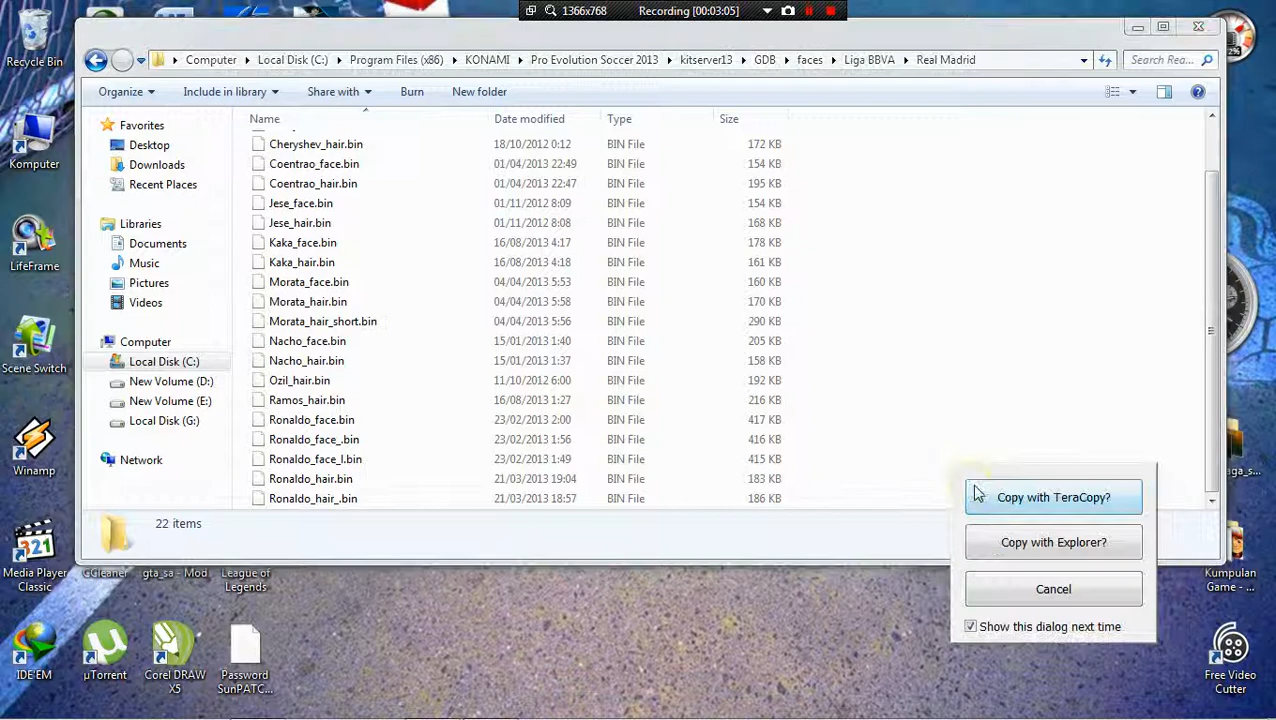 1366x768 Recording [00:03:05]
Computer Local Disk (C:) Program Files (x86) KONAMI Pro Evolution Soccer 2013 kitserver13 GDB faces Liga BBVA Real Madrid Search Rea...
Organize Include in library Share with Burn New folder
Name Date modified Type Size
Cheryshev_hair.bin 18/10/2012 0:12 BIN File 172 KB
Coentrao_face.bin 01/04/2013 22:49 BIN File 154 KB
Coentrao_hair.bin 01/04/2013 22:47 BIN File 195 KB
Jese_face.bin 01/11/2012 8:09 BIN File 154 KB
Jese_hair.bin 01/11/2012 8:08 BIN File 168 KB
Kaka_face.bin 16/08/2013 4:17 BIN File 178 KB
Kaka_hair.bin 16/08/2013 4:18 BIN File 161 KB
Morata_face.bin 04/04/2013 5:53 BIN File 160 KB
Morata_hair.bin 04/04/2013 5:58 BIN File 170 KB
Morata_hair_short.bin 04/04/2013 5:56 BIN File 290 KB
Nacho_face.bin 15/01/2013 1:40 BIN File 205 KB
Nacho_hair.bin 15/01/2013 1:37 BIN File 158 KB
Ozil_hair.bin 11/10/2012 6:00 BIN File 192 KB
Ramos_hair.bin 16/08/2013 1:27 BIN File 216 KB
Ronaldo_face.bin 23/02/2013 2:00 BIN File 417 KB
Ronaldo_face_.bin 23/02/2013 1:56 BIN File 416 KB
Ronaldo_face_l.bin 23/02/2013 1:49 BIN File 415 KB
Ronaldo_hair.bin 21/03/2013 19:04 BIN File 183 KB
Ronaldo_hair_.bin 21/03/2013 18:57 BIN File 186 KB
22 items
Favorites
Desktop
Downloads
Recent Places
Libraries
Documents
Music
Pictures
Videos
Computer
Local Disk (C:)
New Volume (D:)
New Volume (E:)
Local Disk (G:)
Network
Copy with TeraCopy?
Copy with Explorer?
Cancel
Show this dialog next time
Recycle Bin
Komputer
LifeFrame
Scene Switch
Winamp
Media Player
Classic
CCleaner
gta_sa - Mod
League of
Legends
IDE EM
µTorrent
Corel DRAW
X5
Password
SunPATC...
Kumpulan
Game - ...
Free Video
Cutter